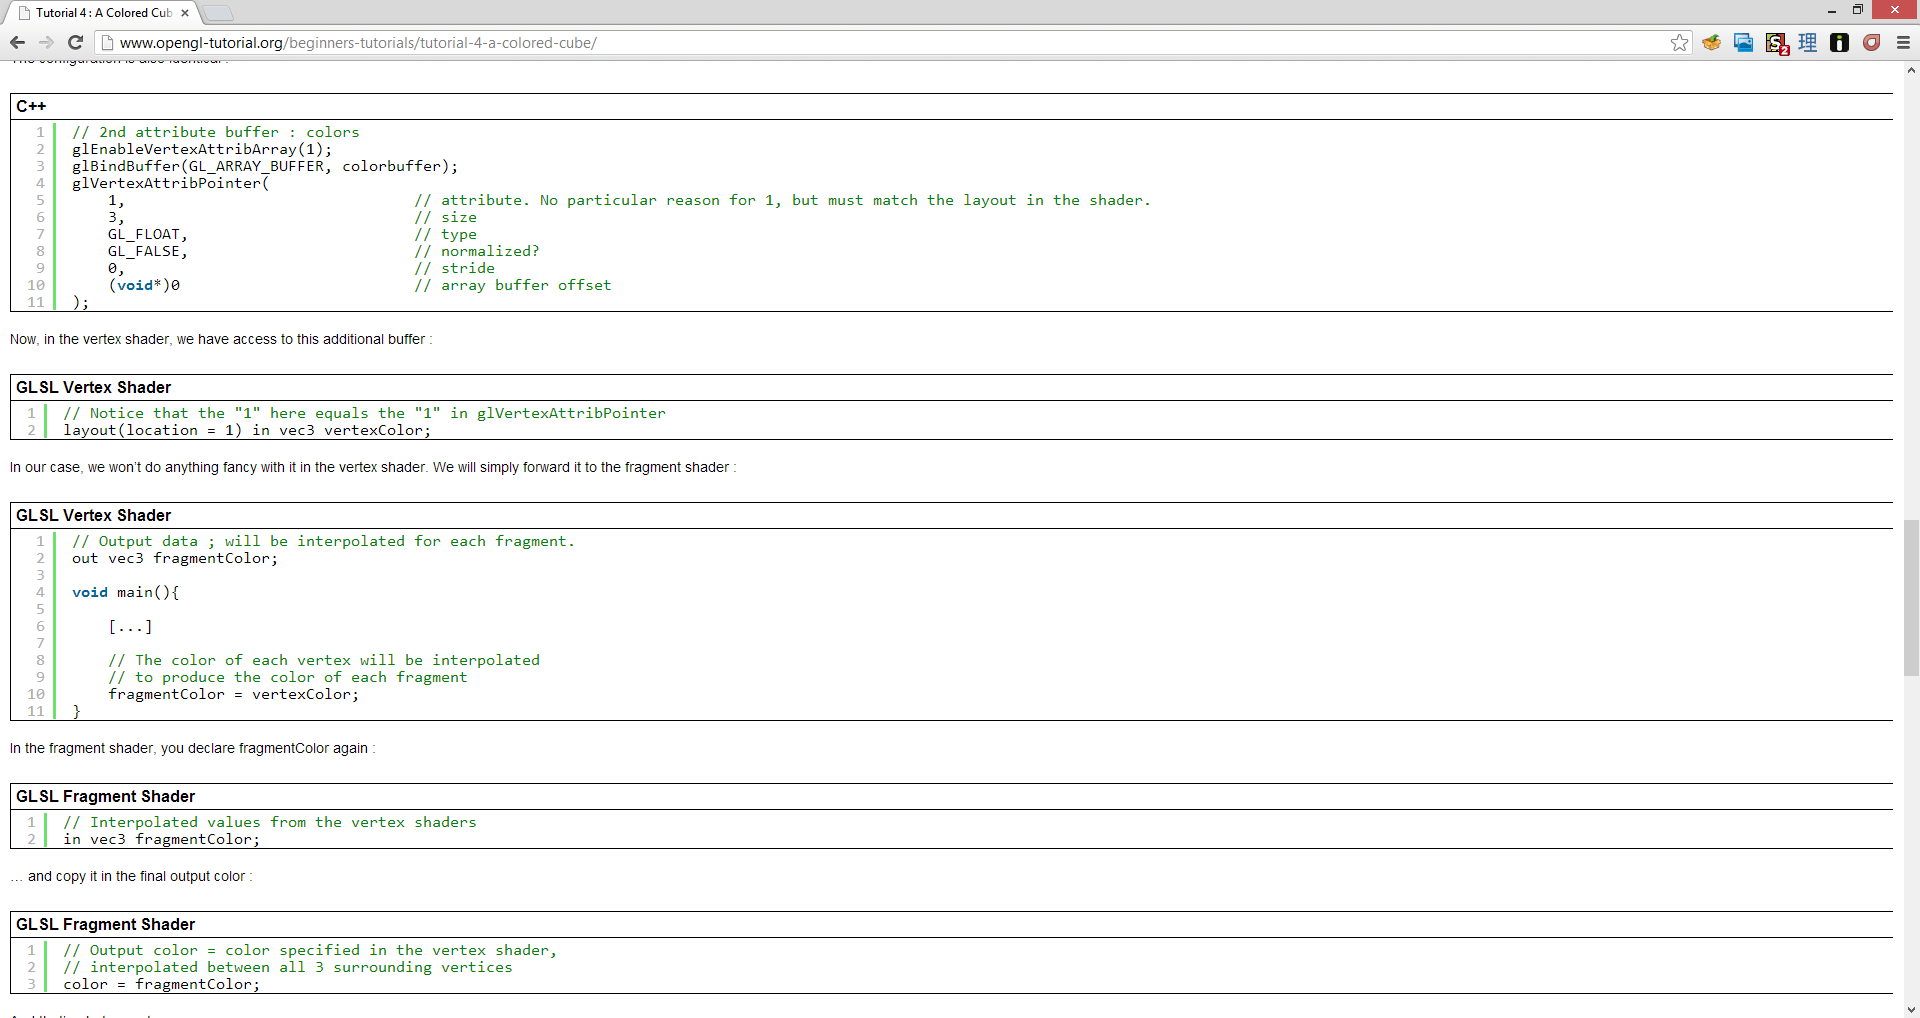 Tutorial 4 : A Colored Cub
www.opengl-tutorial.org/beginners-tutorials/tutorial-4-a-colored-cube/
The configuration is also identical :
C++
1 // 2nd attribute buffer : colors
2 glEnableVertexAttribArray(1);
3 glBindBuffer(GL_ARRAY_BUFFER, colorbuffer);
4 glVertexAttribPointer(
5 1, // attribute. No particular reason for 1, but must match the layout in the shader.
6 3, // size
7 GL_FLOAT, // type
8 GL_FALSE, // normalized?
9 0, // stride
10 (void*)0 // array buffer offset
11 );
Now, in the vertex shader, we have access to this additional buffer :
GLSL Vertex Shader
1 // Notice that the "1" here equals the "1" in glVertexAttribPointer
2 layout(location = 1) in vec3 vertexColor;
In our case, we won’t do anything fancy with it in the vertex shader. We will simply forward it to the fragment shader :
GLSL Vertex Shader
1 // Output data ; will be interpolated for each fragment.
2 out vec3 fragmentColor;
3
4 void main(){
5
6 [...]
7
8 // The color of each vertex will be interpolated
9 // to produce the color of each fragment
10 fragmentColor = vertexColor;
11 }
In the fragment shader, you declare fragmentColor again :
GLSL Fragment Shader
1 // Interpolated values from the vertex shaders
2 in vec3 fragmentColor;
… and copy it in the final output color :
GLSL Fragment Shader
1 // Output color = color specified in the vertex shader,
2 // interpolated between all 3 surrounding vertices
3 color = fragmentColor;